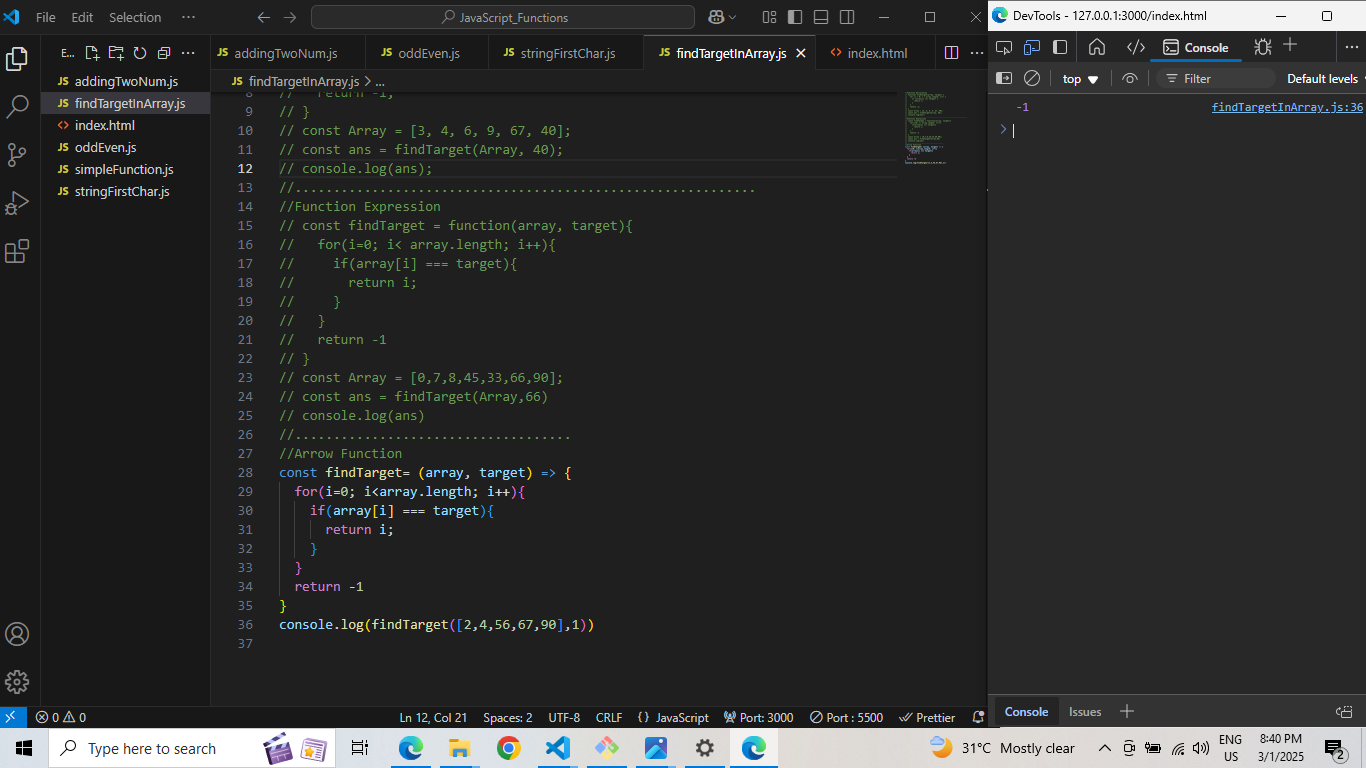 File Edit Selection ··· JavaScript_Functions
DevTools - 127.0.0.1:3000/index.html
E... ···
addingTwoNum.js
findTargetInArray.js
index.html
oddEven.js
simpleFunction.js
stringFirstChar.js
JS addingTwoNum.js JS oddEven.js JS stringFirstChar.js JS findTargetInArray.js <> index.html ···
JS findTargetInArray.js > ...
8 // return -1;
9 // }
10 // const Array = [3, 4, 6, 9, 67, 40];
11 // const ans = findTarget(Array, 40);
12 // console.log(ans);
13 //............................................................
14 //Function Expression
15 // const findTarget = function(array, target){
16 //   for(i=0; i< array.length; i++){
17 //     if(array[i] === target){
18 //       return i;
19 //     }
20 //   }
21 //   return -1
22 // }
23 // const Array = [0,7,8,45,33,66,90];
24 // const ans = findTarget(Array,66)
25 // console.log(ans)
26 //....................................
27 //Arrow Function
28 const findTarget= (array, target) => {
29   for(i=0; i<array.length; i++){
30     if(array[i] === target){
31       return i;
32     }
33   }
34   return -1
35 }
36 console.log(findTarget([2,4,56,67,90],1))
37
Console
top Filter Default levels
-1 findTargetInArray.js:36
>
Console Issues
0 0 Ln 12, Col 21 Spaces: 2 UTF-8 CRLF {} JavaScript Port: 3000 Port : 5500 Prettier
Type here to search
31°C Mostly clear
ENG
US
8:40 PM
3/1/2025
2